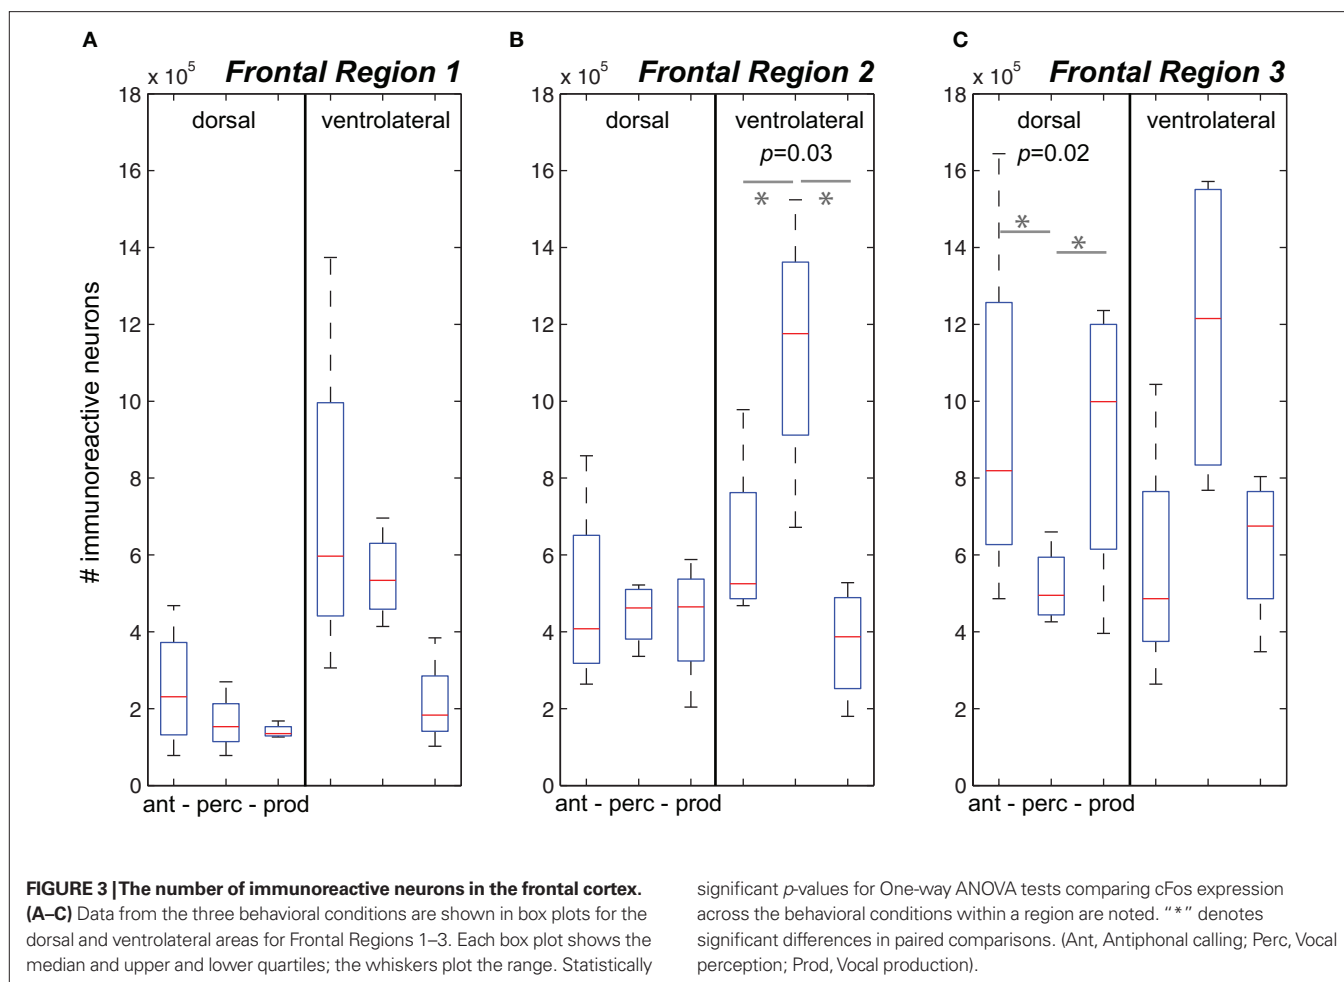 A
B
C
x 10^5 Frontal Region 1
x 10^5 Frontal Region 2
x 10^5 Frontal Region 3
# immunoreactive neurons
18
16
14
12
10
8
6
4
2
0
dorsal
ventrolateral
ant - perc - prod
18
16
14
12
10
8
6
4
2
0
dorsal
ventrolateral
p=0.03
*
*
ant - perc - prod
18
16
14
12
10
8
6
4
2
0
dorsal
p=0.02
*
*
ventrolateral
ant - perc - prod
FIGURE 3 | The number of immunoreactive neurons in the frontal cortex.
(A–C) Data from the three behavioral conditions are shown in box plots for the
dorsal and ventrolateral areas for Frontal Regions 1–3. Each box plot shows the
median and upper and lower quartiles; the whiskers plot the range. Statistically
significant p-values for One-way ANOVA tests comparing cFos expression
across the behavioral conditions within a region are noted. "*" denotes
significant differences in paired comparisons. (Ant, Antiphonal calling; Perc, Vocal
perception; Prod, Vocal production).